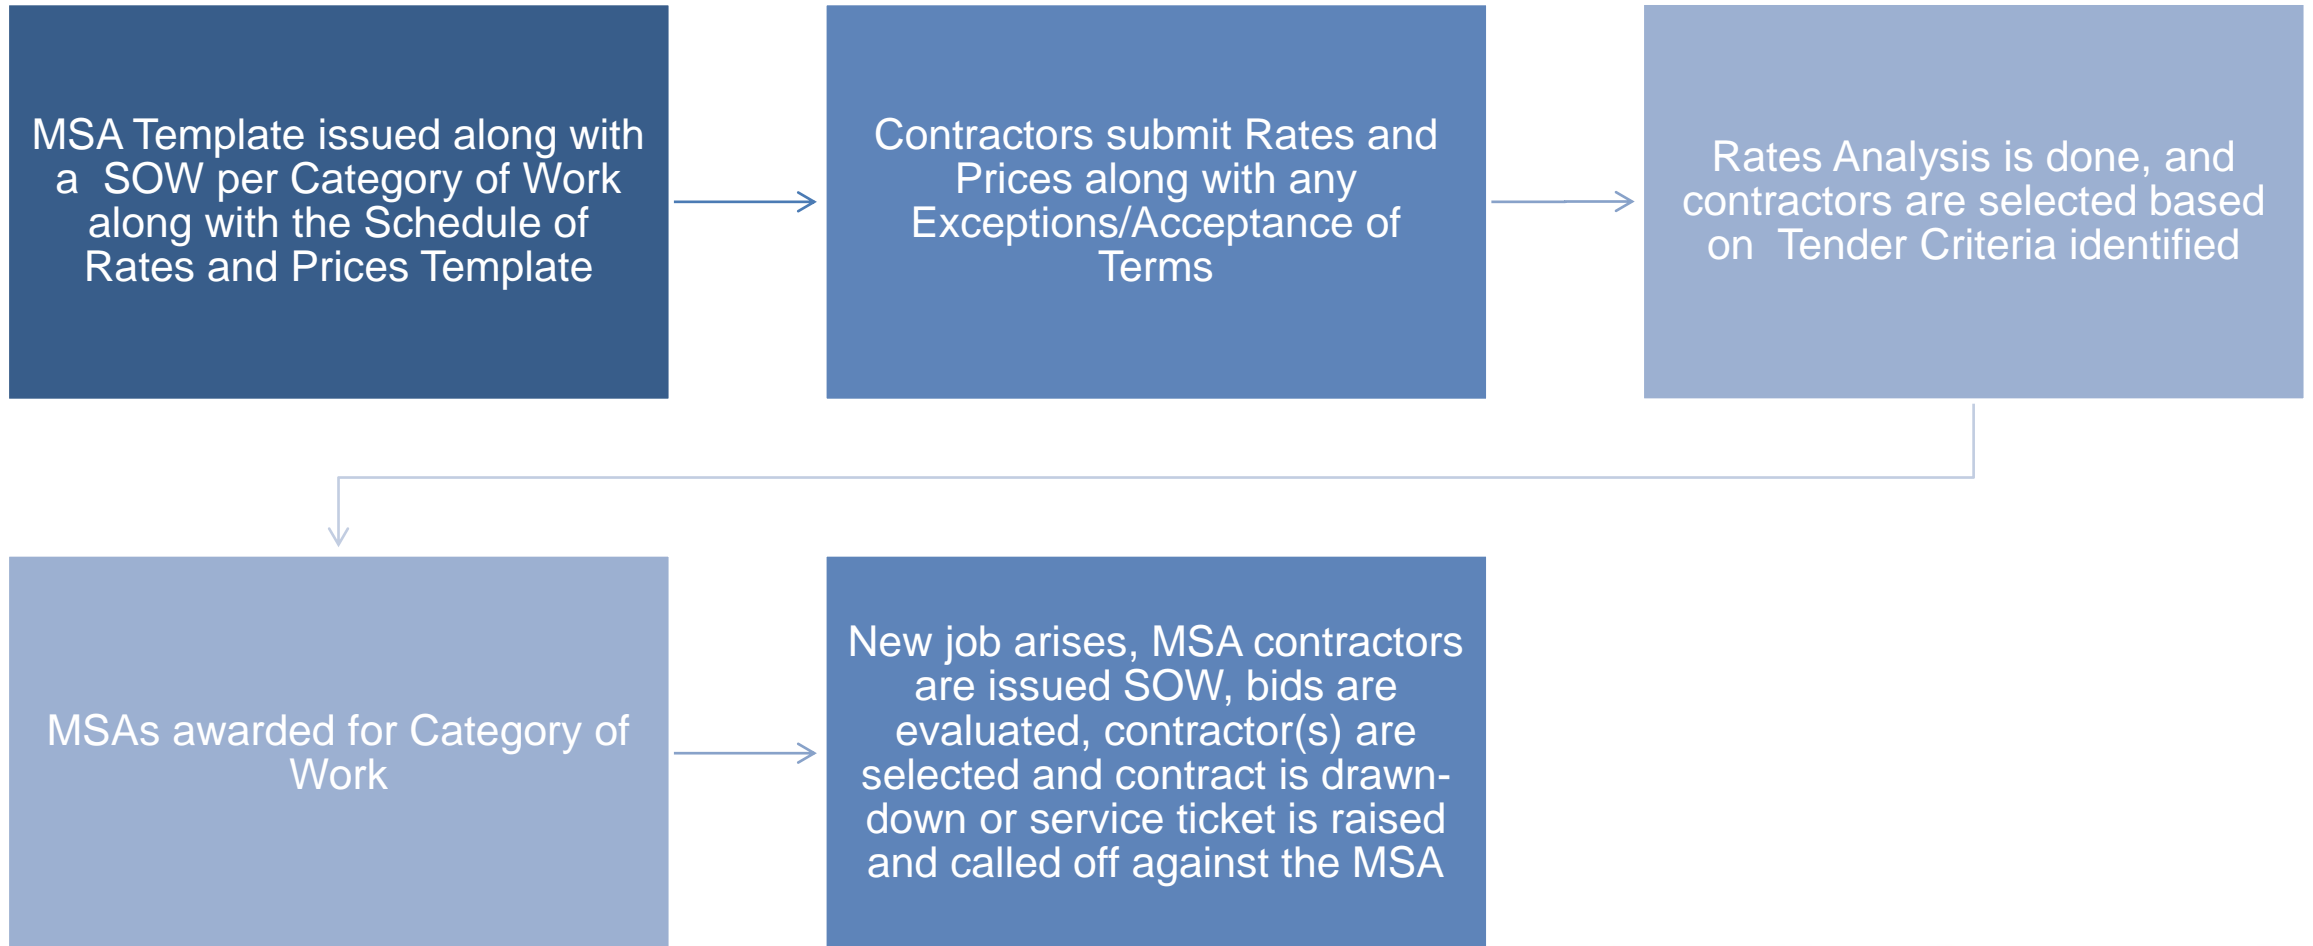 MSA Template issued along with
a SOW per Category of Work
along with the Schedule of
Rates and Prices Template
Contractors submit Rates and
Prices along with any
Exceptions/Acceptance of
Terms
Rates Analysis is done, and
contractors are selected based
on Tender Criteria identified
MSAs awarded for Category of
Work
New job arises, MSA contractors
are issued SOW, bids are
evaluated, contractor(s) are
selected and contract is drawn-
down or service ticket is raised
and called off against the MSA